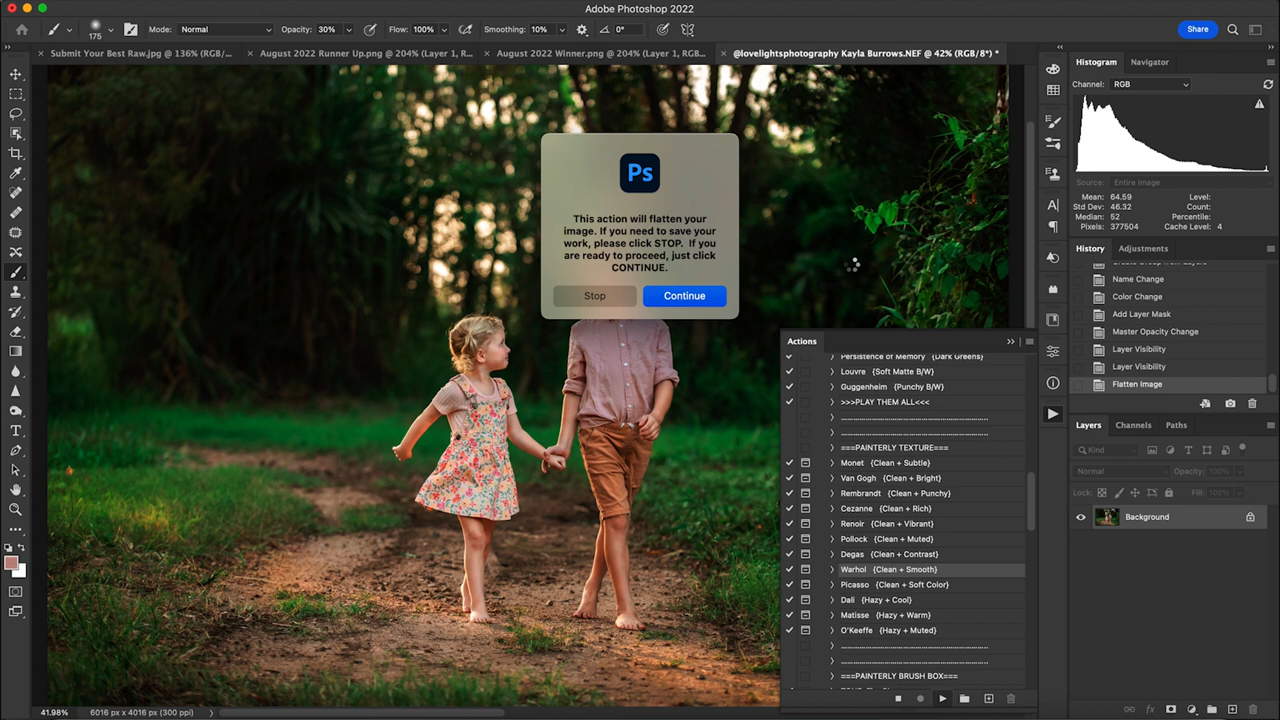 Adobe Photoshop 2022
175
Mode:
Normal
Opacity: 30%
Flow: 100%
Smoothing: 10%
0°
Share
Submit Your Best Raw.jpg @ 136% (RGB/...
August 2022 Runner Up.png @ 204% (Layer 1, R...
August 2022 Winner.png @ 204% (Layer 1, RGB...
@lovelightsphotography Kayla Burrows.NEF @ 42% (RGB/8*) *
Ps
This action will flatten your
image. If you need to save your
work, please click STOP. If you
are ready to proceed, just click
CONTINUE.
Stop
Continue
Histogram
Navigator
Channel:
RGB
Source:
Entire Image
Mean: 64.59
Level:
Std Dev: 46.32
Count:
Median: 52
Percentile:
Pixels: 377504
Cache Level: 4
History
Adjustments
Name Change
Color Change
Add Layer Mask
Master Opacity Change
Layer Visibility
Layer Visibility
Flatten Image
Layers
Channels
Paths
Kind
Normal
Opacity: 100%
Lock:
Fill: 100%
Background
Actions
Persistence of Memory {Dark Greens}
Louvre {Soft Matte B/W}
Guggenheim {Punchy B/W}
>>>PLAY THEM ALL<<<
===PAINTERLY TEXTURE===
Monet {Clean + Subtle}
Van Gogh {Clean + Bright}
Rembrandt {Clean + Punchy}
Cezanne {Clean + Rich}
Renoir {Clean + Vibrant}
Pollock {Clean + Muted}
Degas {Clean + Contrast}
Warhol {Clean + Smooth}
Picasso {Clean + Soft Color}
Dali {Hazy + Cool}
Matisse {Hazy + Warm}
O'Keeffe {Hazy + Muted}
===PAINTERLY BRUSH BOX===
41.98%
6016 px x 4016 px (300 ppi)